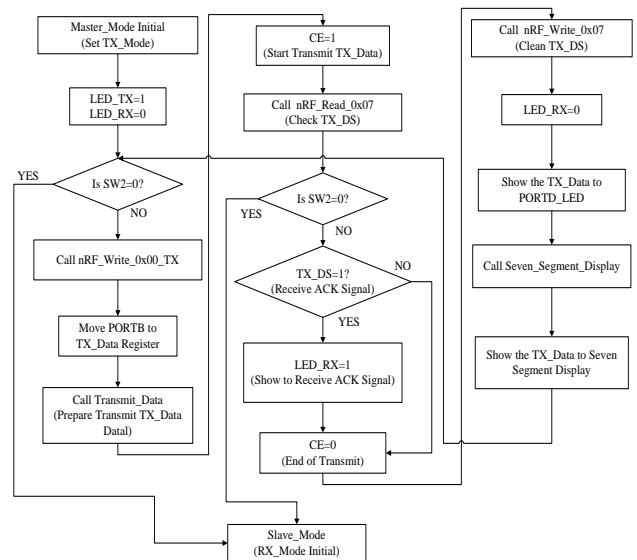 Master_Mode Initial
(Set TX_Mode)
LED_TX=1
LED_RX=0
YES
Is SW2=0?
NO
Call nRF_Write_0x00_TX
Move PORTB to
TX_Data Register
Call Transmit_Data
(Prepare Transmit TX_Data
Data1)
CE=1
(Start Transmit TX_Data)
Call nRF_Read_0x07
(Check TX_DS)
Is SW2=0?
YES
NO
TX_DS=1?
(Receive ACK Signal)
NO
YES
LED_RX=1
(Show to Receive ACK Signal)
CE=0
(End of Transmit)
Slave_Mode
(RX_Mode Initial)
Call nRF_Write_0x07
(Clean TX_DS)
LED_RX=0
Show the TX_Data to
PORTD_LED
Call Seven_Segment_Display
Show the TX_Data to Seven
Segment Display